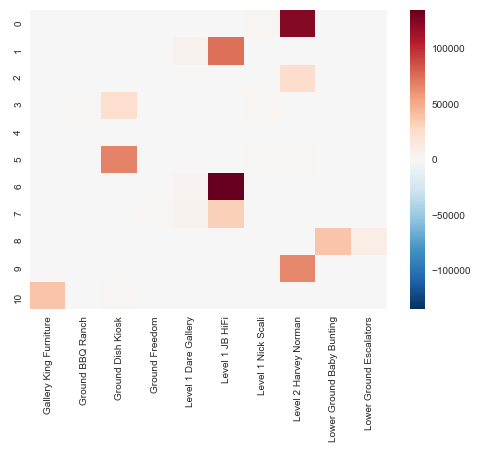 0
1
2
3
4
5
6
7
8
9
10
Gallery King Furniture
Ground BBQ Ranch
Ground Dish Kiosk
Ground Freedom
Level 1 Dare Gallery
Level 1 JB HiFi
Level 1 Nick Scali
Level 2 Harvey Norman
Lower Ground Baby Bunting
Lower Ground Escalators
100000
50000
0
−50000
−100000